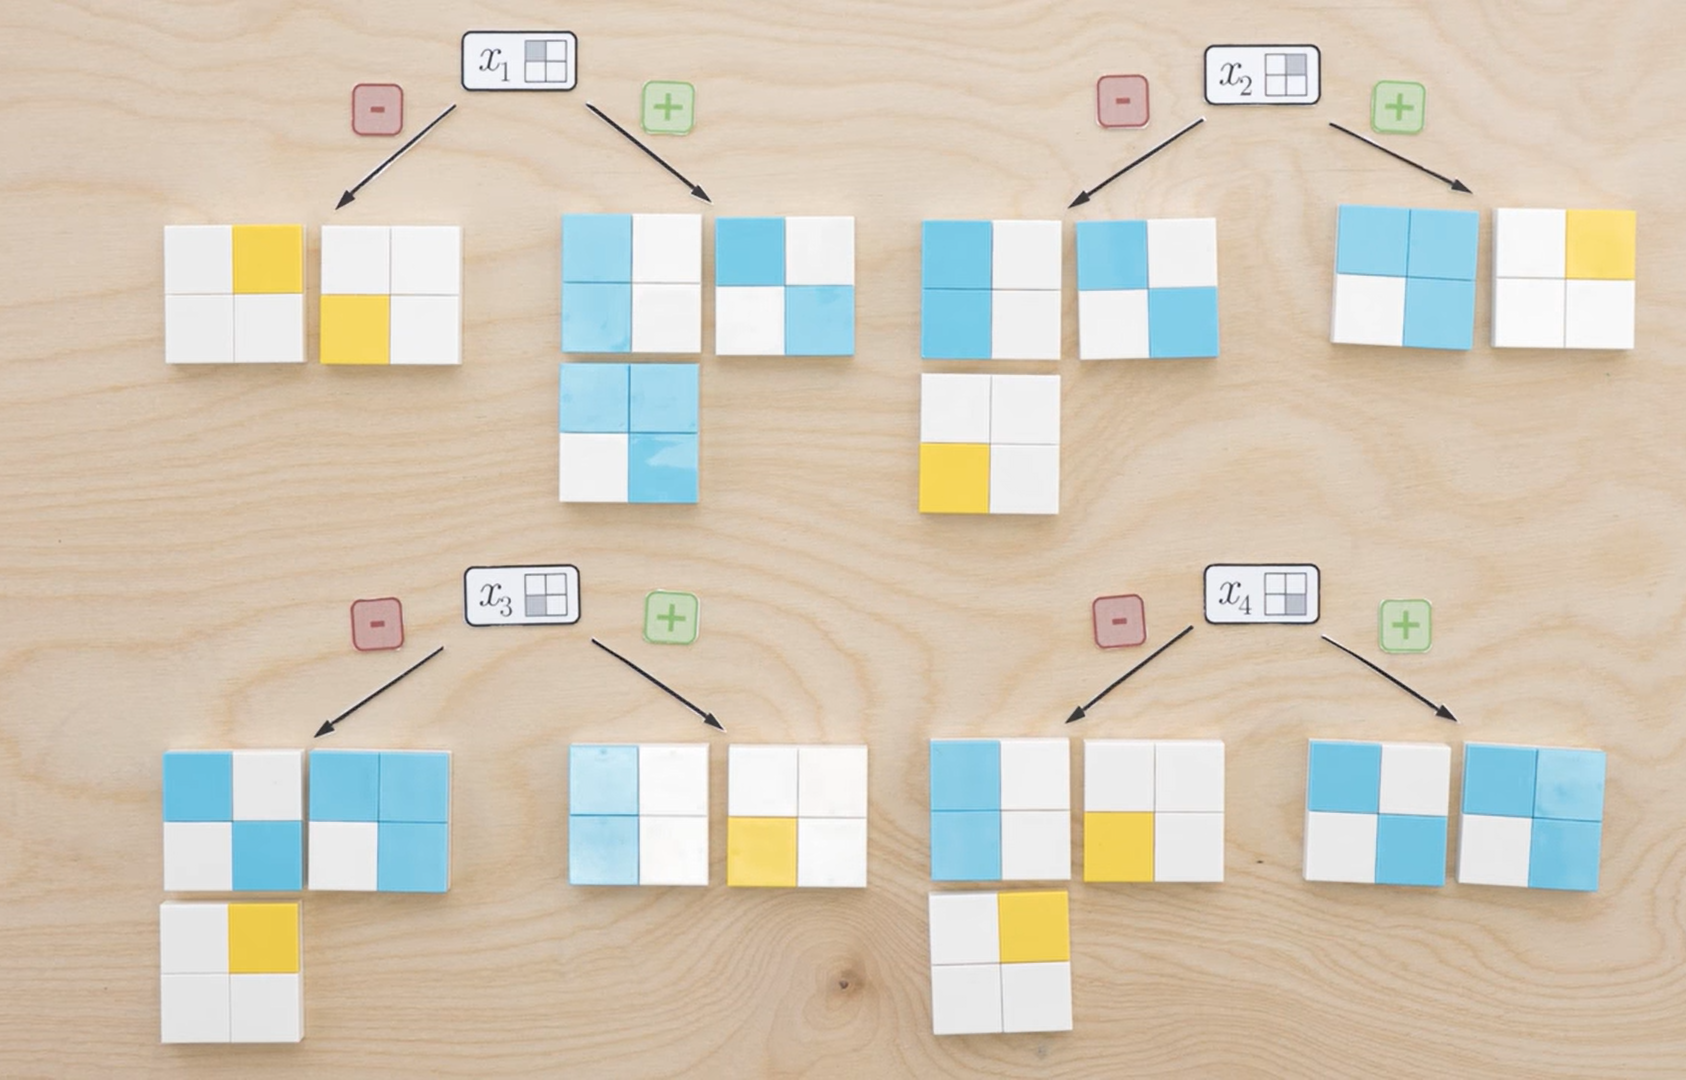 x₁
- +
x₂
- +
x₃
- +
x₄
- +